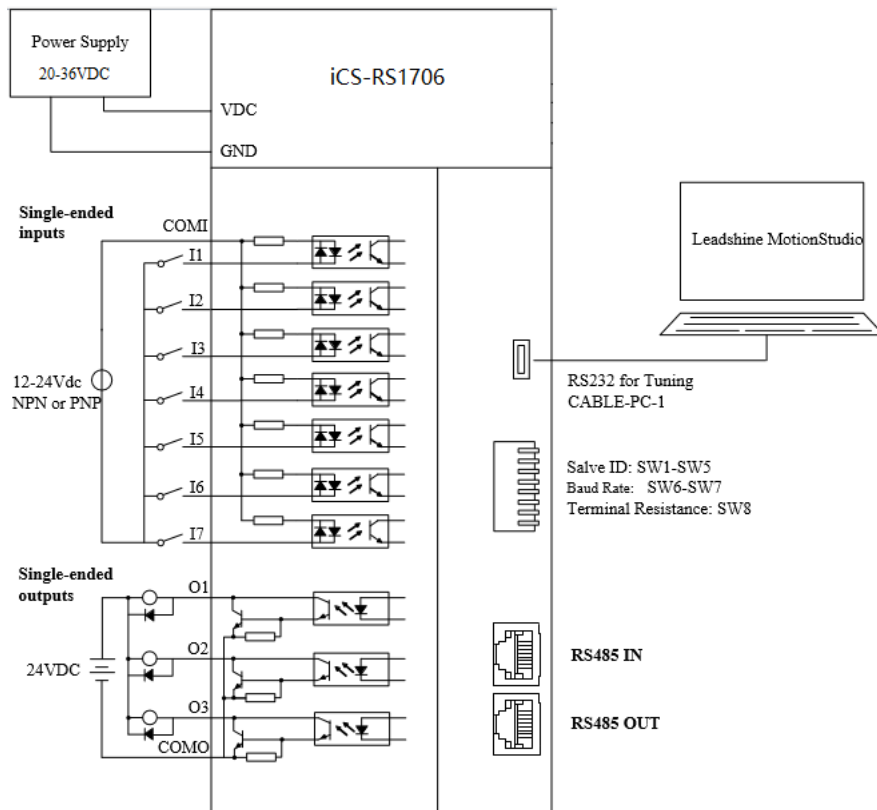 Power Supply
20-36VDC
iCS-RS1706
VDC
GND
Single-ended
inputs
COMI
I1
I2
I3
I4
I5
I6
I7
12-24Vdc
NPN or PNP
Leadshine MotionStudio
RS232 for Tuning
CABLE-PC-1
Salve ID: SW1-SW5
Baud Rate: SW6-SW7
Terminal Resistance: SW8
Single-ended
outputs
O1
O2
O3
COMO
24VDC
RS485 IN
RS485 OUT